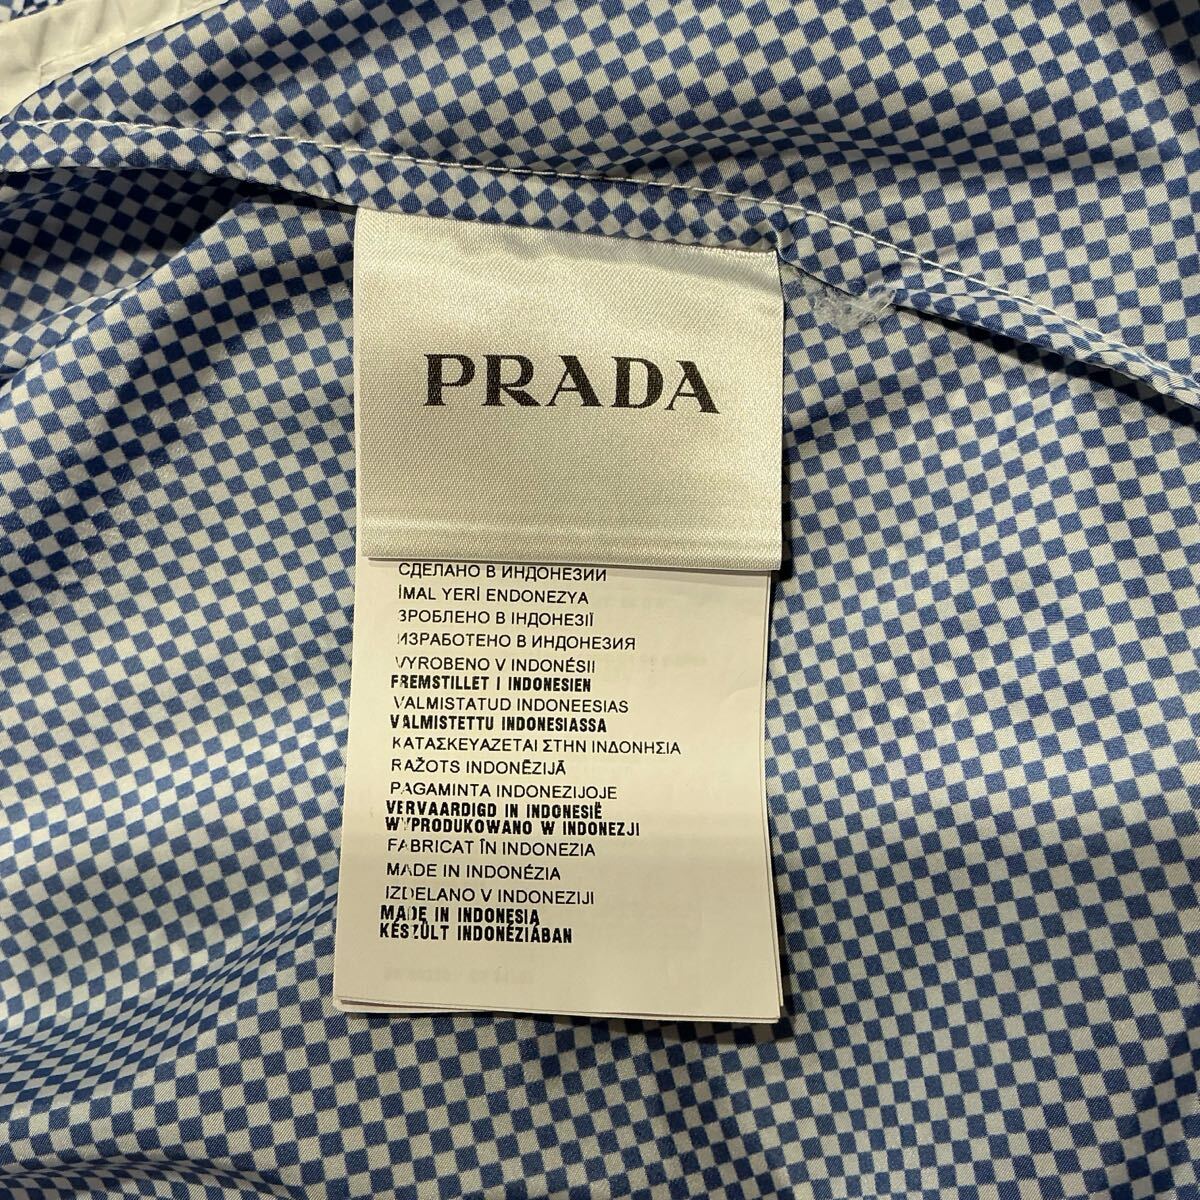 PRADA
СДЕЛАНО В ИНДОНЕЗИИ
İMAL YERİ ENDONEZYA
ЗРОБЛЕНО В ІНДОНЕЗІЇ
ИЗРАБОТЕНО В ИНДОНЕЗИЯ
VYROBENO V INDONÉSII
FREMSTILLET I INDONESIEN
VALMISTATUD INDONEESIAS
VALMISTETTU INDONESIASSA
ΚΑΤΑΣΚΕΥΑΖΕΤΑΙ ΣΤΗΝ ΙΝΔΟΝΗΣΙΑ
RAŽOTS INDONĒZIJĀ
PAGAMINTA INDONEZIJOJE
VERVAARDIGD IN INDONESIË
WYPRODUKOWANO W INDONEZJI
FABRICAT ÎN INDONEZIA
MADE IN INDONÉZIA
IZDELANO V INDONEZIJI
MADE IN INDONESIA
KÉSZÜLT INDONÉZIÁBAN